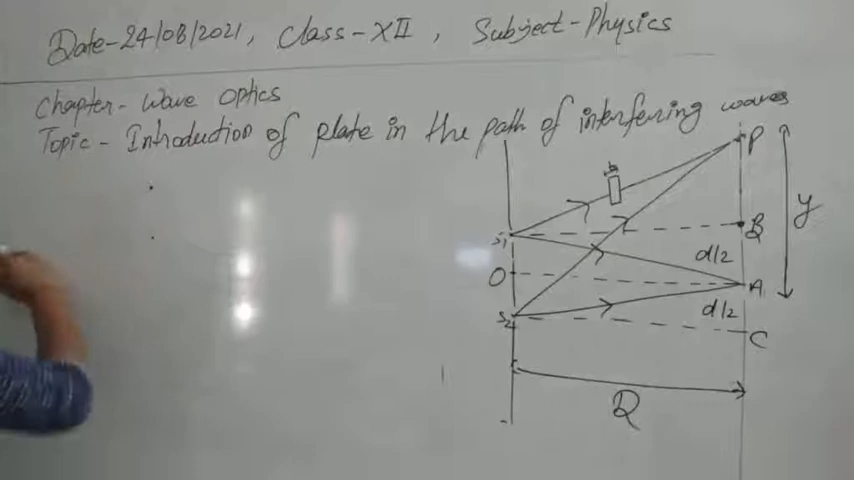 Date-24/08/2021, Class-XII, Subject-Physics
Chapter- Wave Optics
Topic - Introduction of plate in the path of interfering waves
P
b
y
S1
B
d/2
O
A
S2
d/2
C
D